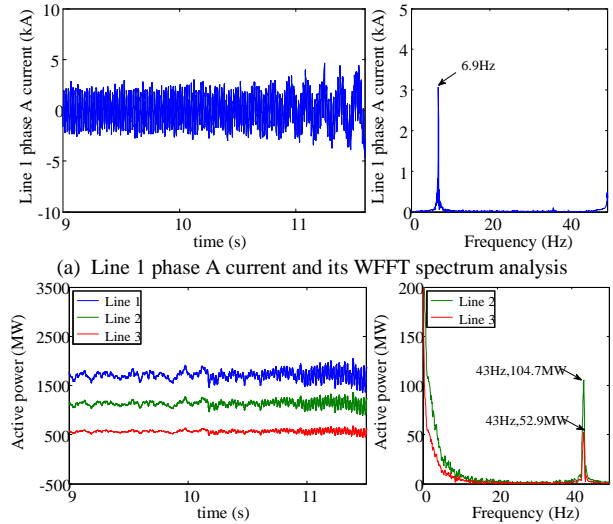 Line 1 phase A current (kA)
10
5
0
-5
-10
9
10
11
time (s)
Line 1 phase A current (kA)
5
4
3
2
1
0
0
20
40
Frequency (Hz)
6.9Hz
(a) Line 1 phase A current and its WFFT spectrum analysis
Active power (MW)
3500
2500
1500
500
-500
Line 1
Line 2
Line 3
9
10
11
time (s)
Active power (MW)
200
150
100
50
0
Line 2
Line 3
43Hz,104.7MW
43Hz,52.9MW
0
20
40
Frequency (Hz)